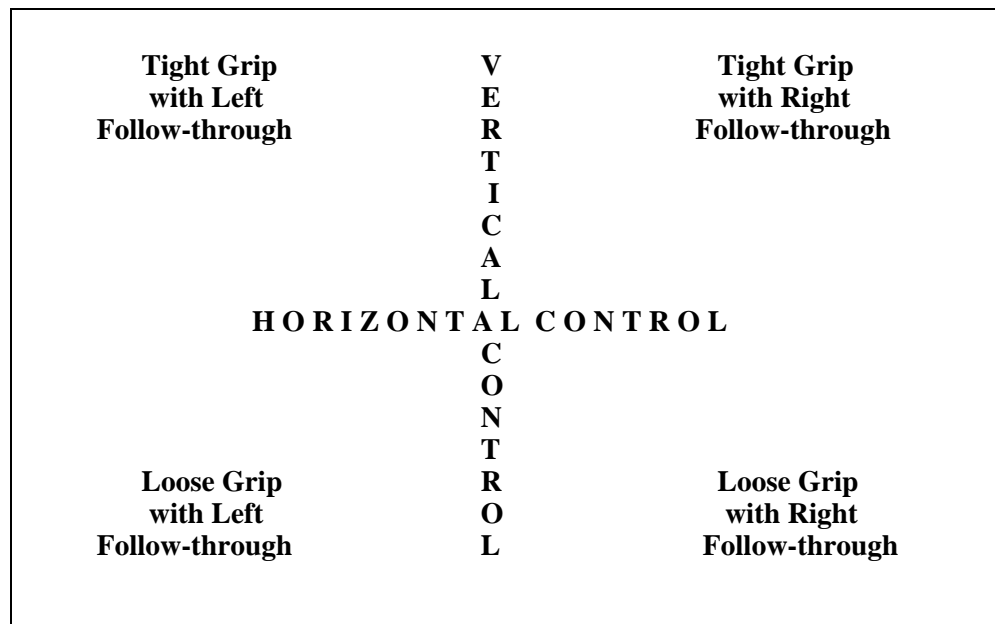 Tight Grip
with Left
Follow-through
Tight Grip
with Right
Follow-through
V
E
R
T
I
C
A
L
H O R I Z O N T A L C O N T R O L
C
O
N
T
R
O
L
Loose Grip
with Left
Follow-through
Loose Grip
with Right
Follow-through